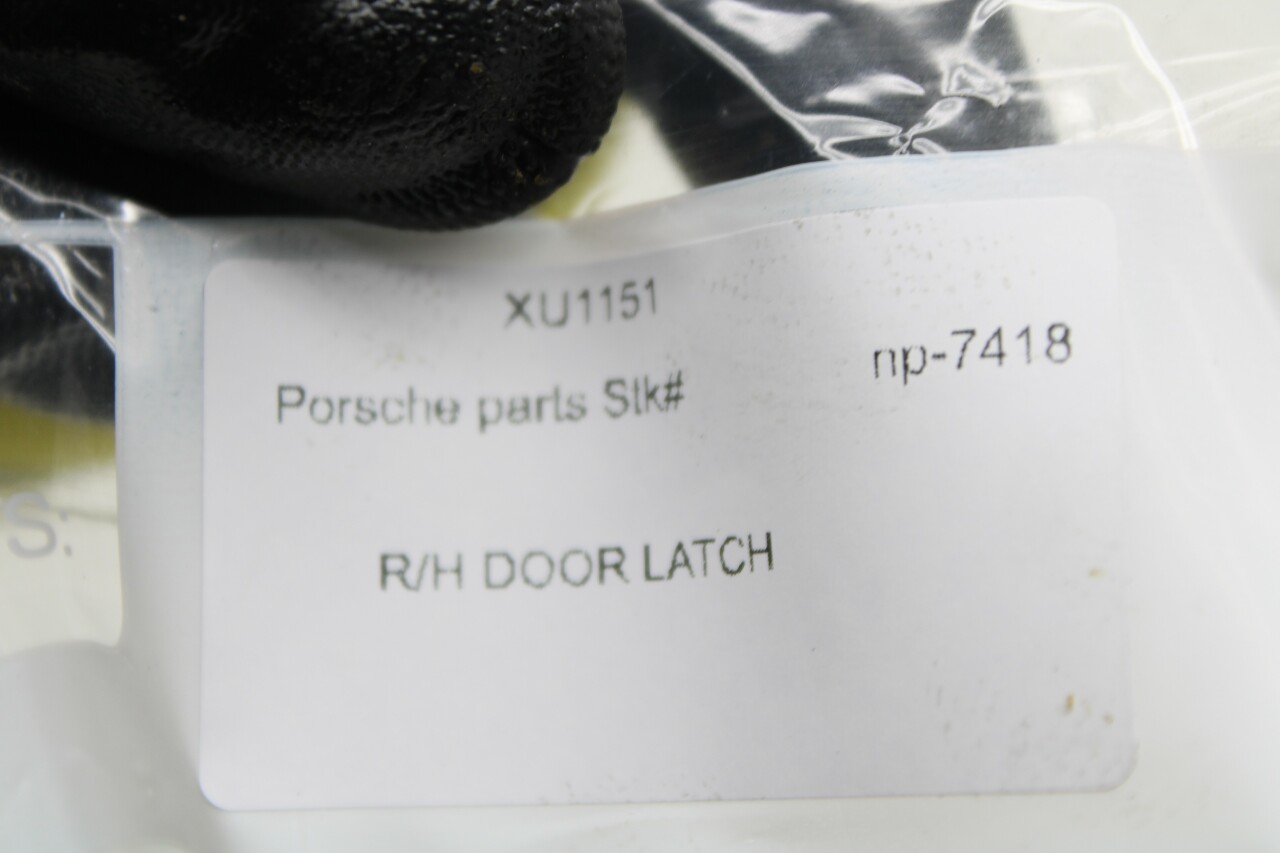 XU1151
np-7418
Porsche parts Stk#
R/H DOOR LATCH
S: